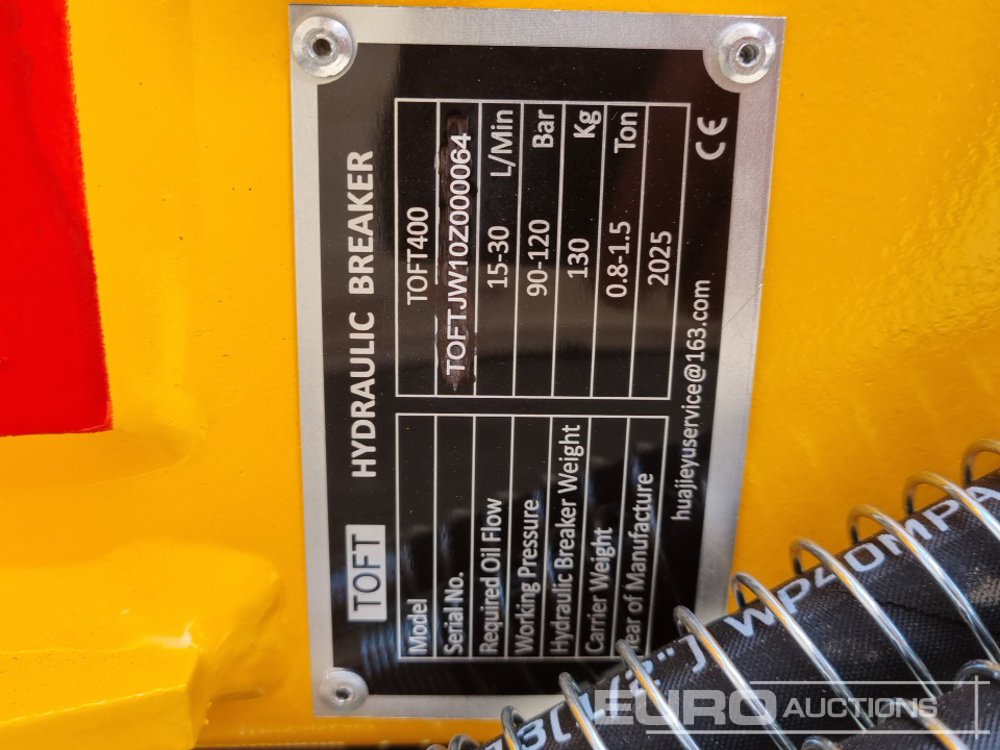 TOFT HYDRAULIC BREAKER
Model TOFT400
Serial No. TOFTJW10Z000064
Required Oil Flow 15-30 L/Min
Working Pressure 90-120 Bar
Hydraulic Breaker Weight 130 Kg
Carrier Weight 0.8-1.5 Ton
Year of Manufacture 2025
huajieyuservice@163.com CE
WP40MPA
EURO AUCTIONS